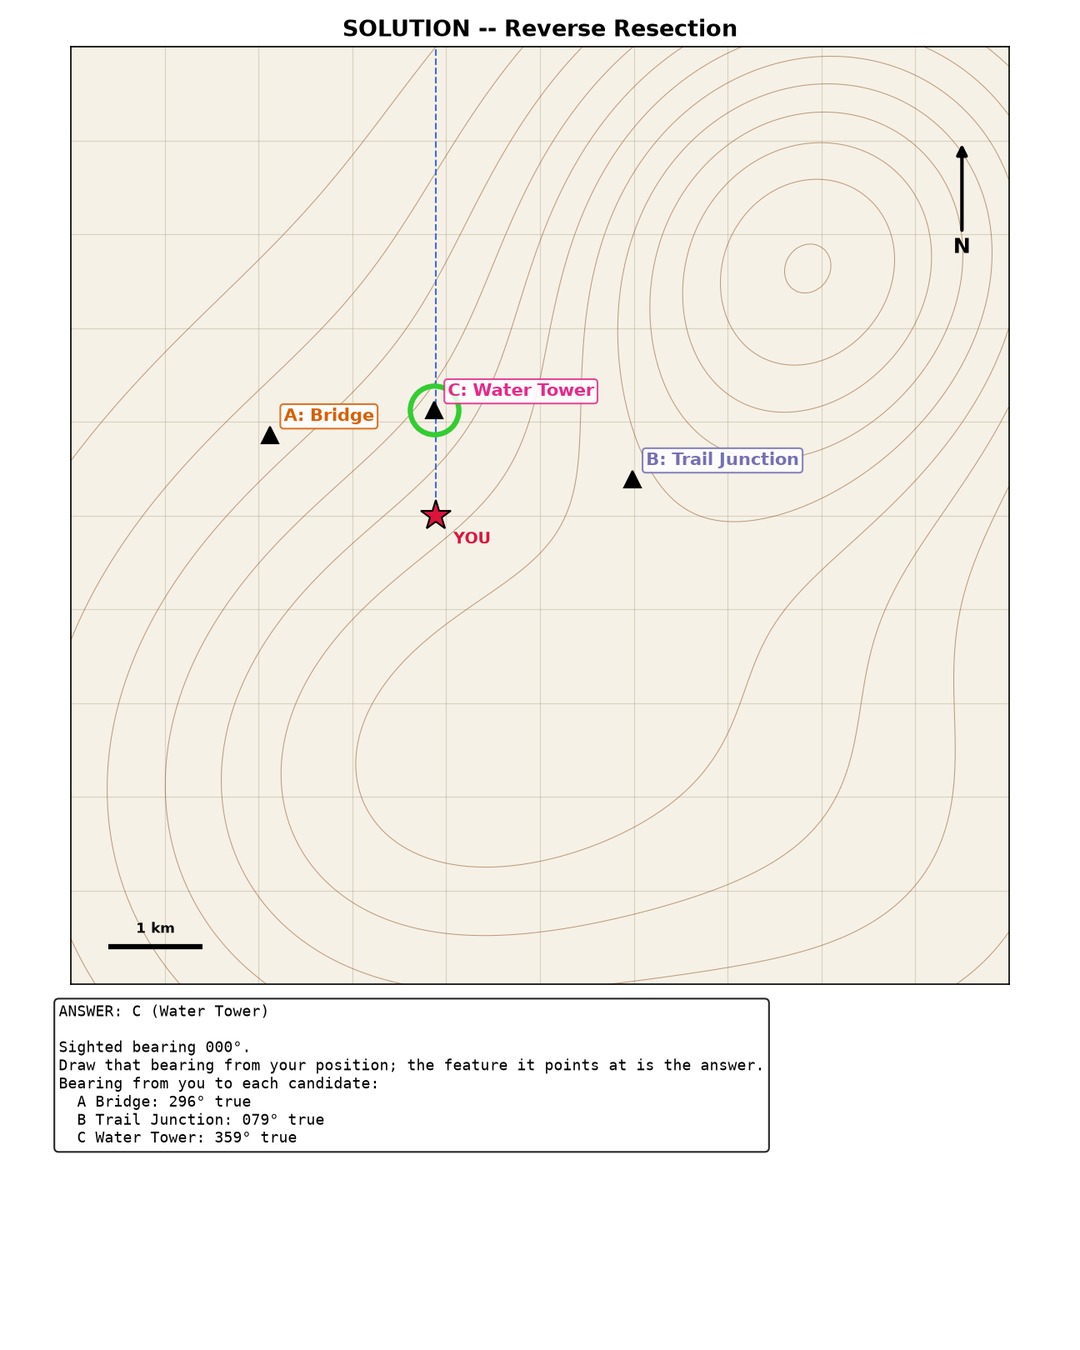 SOLUTION -- Reverse Resection
N
C: Water Tower
A: Bridge
B: Trail Junction
YOU
1 km
ANSWER: C (Water Tower)
Sighted bearing 000°.
Draw that bearing from your position; the feature it points at is the answer.
Bearing from you to each candidate:
A Bridge: 296° true
B Trail Junction: 079° true
C Water Tower: 359° true